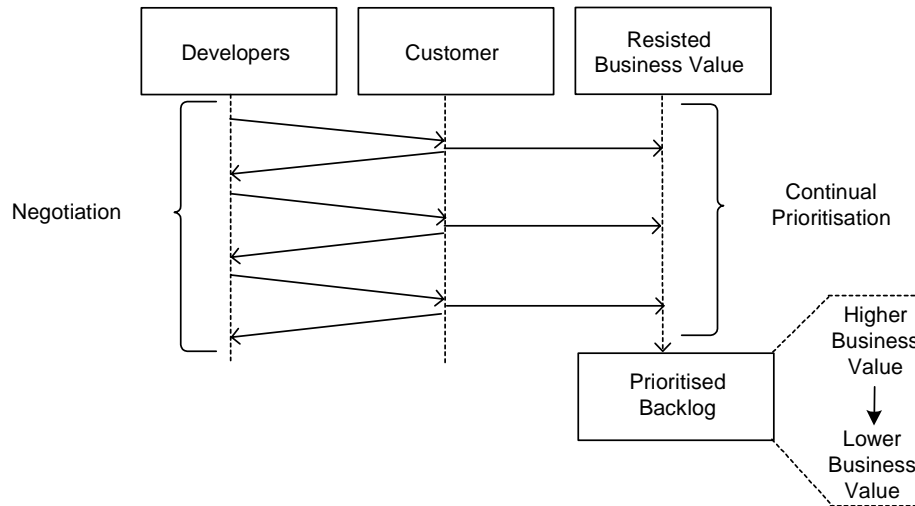 Developers
Customer
Resisted
Business Value
Negotiation
Continual
Prioritisation
Prioritised
Backlog
Higher
Business
Value
Lower
Business
Value